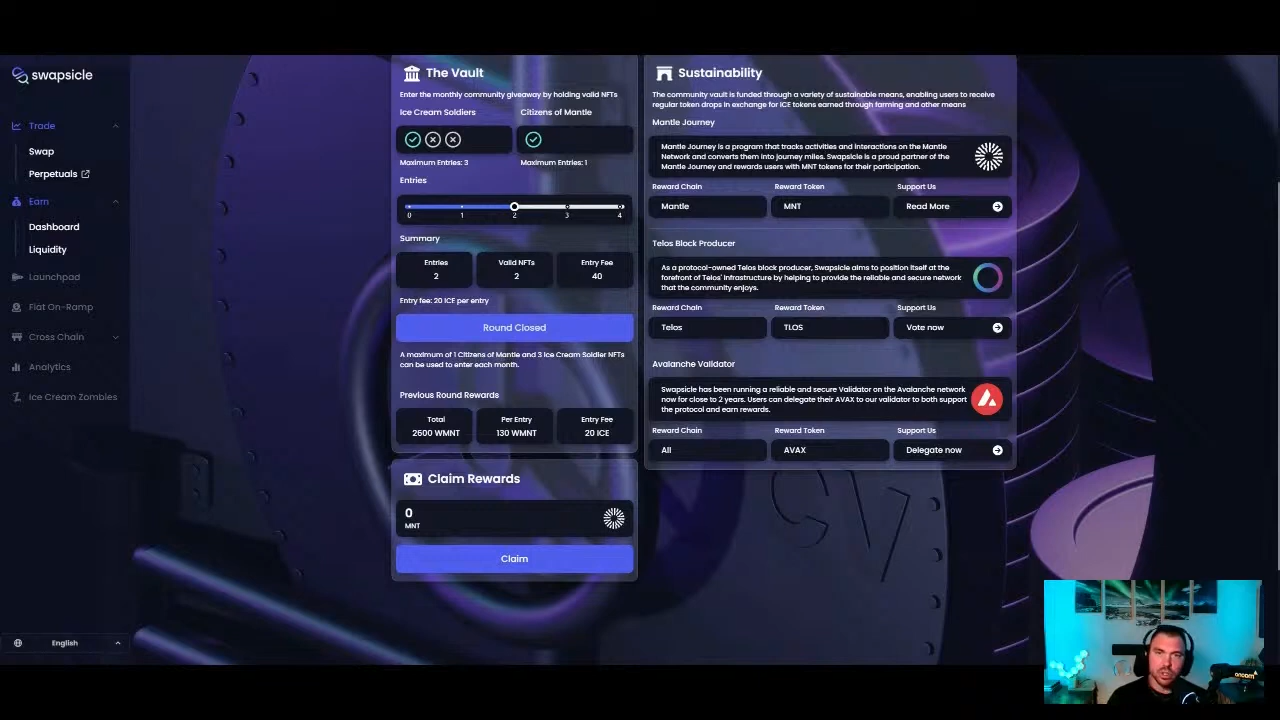 swapsicle
Trade
Swap
Perpetuals
Earn
Dashboard
Liquidity
Launchpad
Fiat On-Ramp
Cross Chain
Analytics
Ice Cream Zombies
English
The Vault
Enter the monthly community giveaway by holding valid NFTs
Ice Cream Soldiers
Citizens of Mantle
Maximum Entries: 3
Maximum Entries: 1
Entries
0 1 2 3 4
Summary
Entries
2
Valid NFTs
2
Entry Fee
40
Entry fee: 20 ICE per entry
Round Closed
A maximum of 1 Citizens of Mantle and 3 Ice Cream Soldier NFTs
can be used to enter each month.
Previous Round Rewards
Total
2600 WMNT
Per Entry
130 WMNT
Entry Fee
20 ICE
Claim Rewards
0
MNT
Claim
Sustainability
The community vault is funded through a variety of sustainable means, enabling users to receive
regular token drops in exchange for ICE tokens earned through farming and other means
Mantle Journey
Mantle Journey is a program that tracks activities and interactions on the Mantle
Network and converts them into journey miles. Swapsicle is a proud partner of the
Mantle Journey and rewards users with MNT tokens for their participation.
Reward Chain
Mantle
Reward Token
MNT
Support Us
Read More
Telos Block Producer
As a protocol-owned Telos block producer, Swapsicle aims to position itself at the
forefront of Telos' infrastructure by helping to provide the reliable and secure network
that the community enjoys.
Reward Chain
Telos
Reward Token
TLOS
Support Us
Vote now
Avalanche Validator
Swapsicle has been running a reliable and secure Validator on the Avalanche network
now for close to 2 years. Users can delegate their AVAX to our validator to both support
the protocol and earn rewards.
Reward Chain
All
Reward Token
AVAX
Support Us
Delegate now